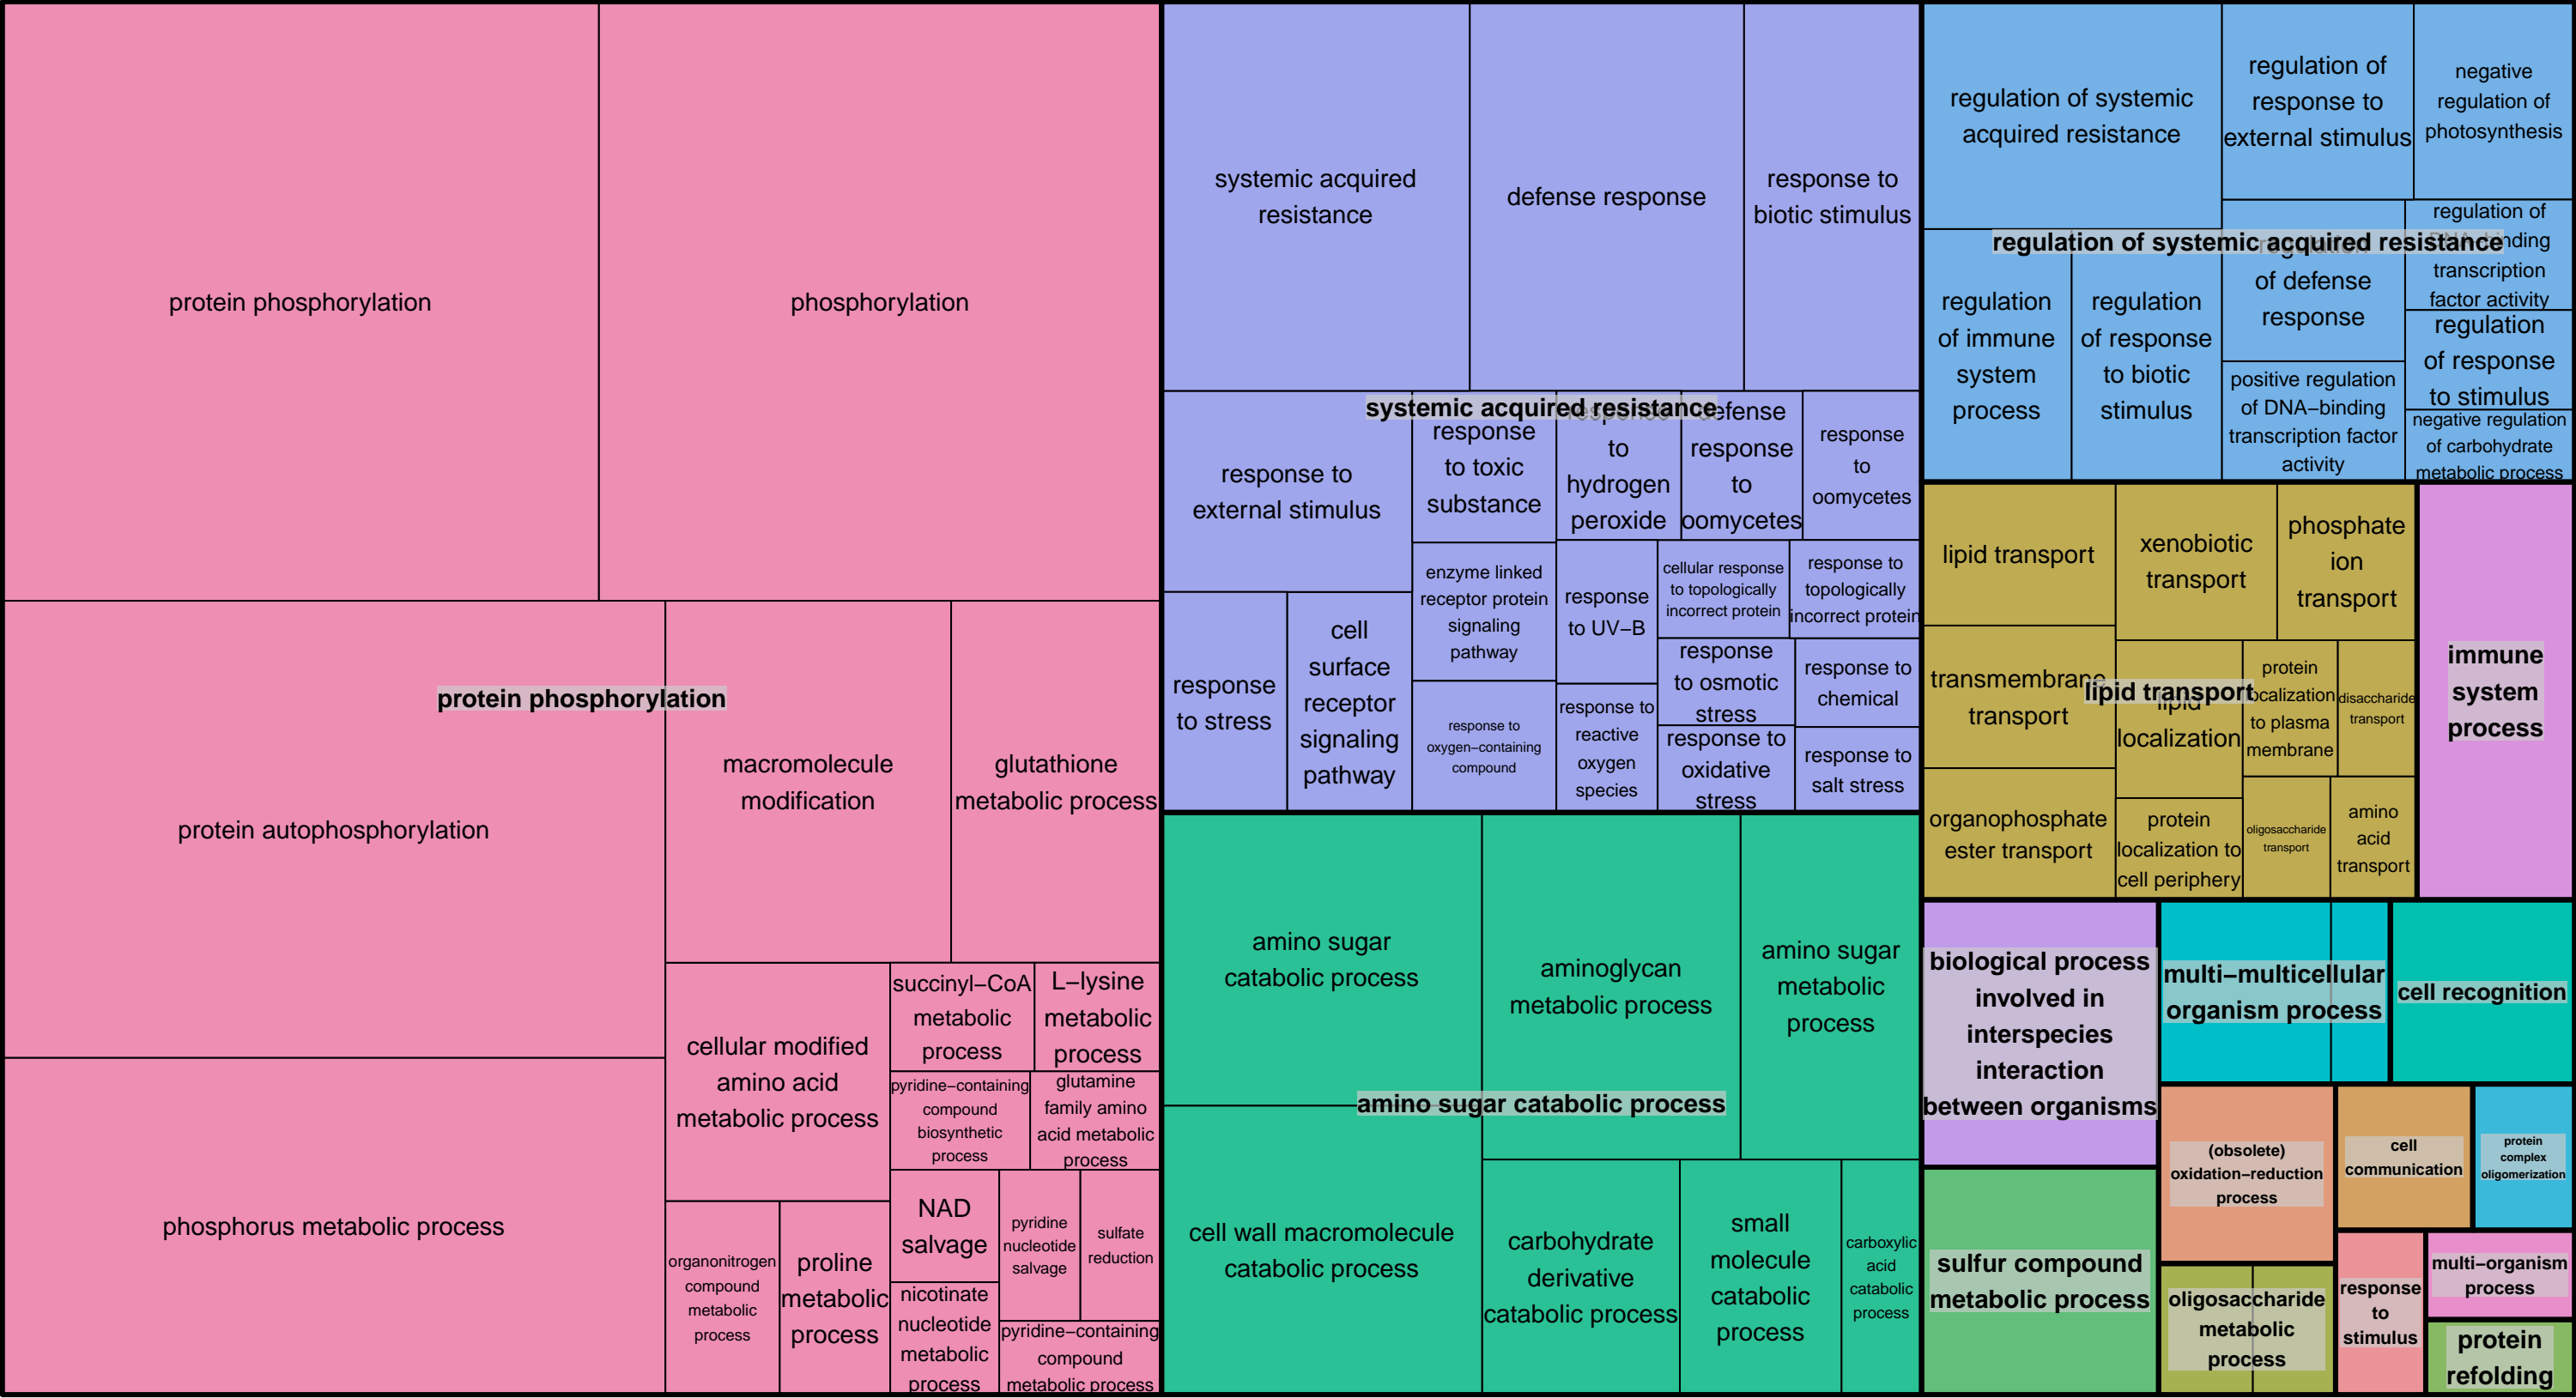 protein phosphorylation
phosphorylation
protein phosphorylation
protein autophosphorylation
macromolecule
modification
glutathione
metabolic process
phosphorus metabolic process
cellular modified
amino acid
metabolic process
succinyl−CoA
metabolic
process
L−lysine
metabolic
process
pyridine−containing
compound
biosynthetic
process
glutamine
family amino
acid metabolic
process
organonitrogen
compound
metabolic
process
proline
metabolic
process
NAD
salvage
pyridine
nucleotide
salvage
sulfate
reduction
nicotinate
nucleotide
metabolic
process
pyridine−containing
compound
metabolic process
systemic acquired
resistance
defense response
response to
biotic stimulus
systemic acquired resistance
response to
external stimulus
response
to toxic
substance
response
to
hydrogen
peroxide
defense
response
to
oomycetes
response
to
oomycetes
response
to stress
cell
surface
receptor
signaling
pathway
enzyme linked
receptor protein
signaling
pathway
response to
oxygen−containing
compound
response
to UV−B
response to
reactive
oxygen
species
cellular response
to topologically
incorrect protein
response to
topologically
incorrect protein
response
to osmotic
stress
response to
chemical
response to
oxidative
stress
response to
salt stress
amino sugar
catabolic process
aminoglycan
metabolic process
amino sugar
metabolic
process
amino sugar catabolic process
cell wall macromolecule
catabolic process
carbohydrate
derivative
catabolic process
small
molecule
catabolic
process
carboxylic
acid
catabolic
process
regulation of systemic
acquired resistance
regulation of
response to
external stimulus
negative
regulation of
photosynthesis
regulation of systemic acquired resistance
regulation
of immune
system
process
regulation
of response
to biotic
stimulus
regulation
of defense
response
regulation of
DNA−binding
transcription
factor activity
positive regulation
of DNA−binding
transcription factor
activity
regulation
of response
to stimulus
negative regulation
of carbohydrate
metabolic process
lipid transport
xenobiotic
transport
phosphate
ion
transport
lipid transport
transmembrane
transport
lipid
localization
protein
localization
to plasma
membrane
disaccharide
transport
organophosphate
ester transport
protein
localization to
cell periphery
oligosaccharide
transport
amino
acid
transport
immune
system
process
biological process
involved in
interspecies
interaction
between organisms
multi−multicellular
organism process
cell recognition
sulfur compound
metabolic process
(obsolete)
oxidation−reduction
process
cell
communication
protein
complex
oligomerization
oligosaccharide
metabolic
process
response
to
stimulus
multi−organism
process
protein
refolding